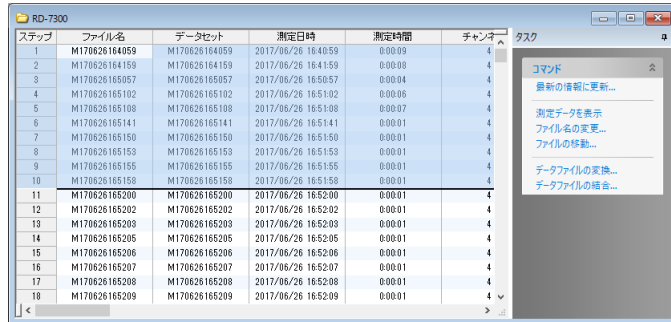 RD-7300
ステップ ファイル名 データセット 測定日時 測定時間 チャンネ
1 M170626164059 M170626164059 2017/06/26 16:40:59 0:00:09 4
2 M170626164159 M170626164159 2017/06/26 16:41:59 0:00:08 4
3 M170626165057 M170626165057 2017/06/26 16:50:57 0:00:04 4
4 M170626165102 M170626165102 2017/06/26 16:51:02 0:00:06 4
5 M170626165108 M170626165108 2017/06/26 16:51:08 0:00:07 4
6 M170626165141 M170626165141 2017/06/26 16:51:41 0:00:01 4
7 M170626165150 M170626165150 2017/06/26 16:51:50 0:00:01 4
8 M170626165153 M170626165153 2017/06/26 16:51:53 0:00:01 4
9 M170626165155 M170626165155 2017/06/26 16:51:55 0:00:01 4
10 M170626165158 M170626165158 2017/06/26 16:51:58 0:00:01 4
11 M170626165200 M170626165200 2017/06/26 16:52:00 0:00:01 4
12 M170626165202 M170626165202 2017/06/26 16:52:02 0:00:01 4
13 M170626165203 M170626165203 2017/06/26 16:52:03 0:00:01 4
14 M170626165205 M170626165205 2017/06/26 16:52:05 0:00:01 4
15 M170626165206 M170626165206 2017/06/26 16:52:06 0:00:01 4
16 M170626165207 M170626165207 2017/06/26 16:52:07 0:00:01 4
17 M170626165208 M170626165208 2017/06/26 16:52:08 0:00:01 4
18 M170626165209 M170626165209 2017/06/26 16:52:09 0:00:01 4
タスク
コマンド
最新の情報に更新...
測定データを表示
ファイル名の変更...
ファイルの移動...
データファイルの変換...
データファイルの結合...